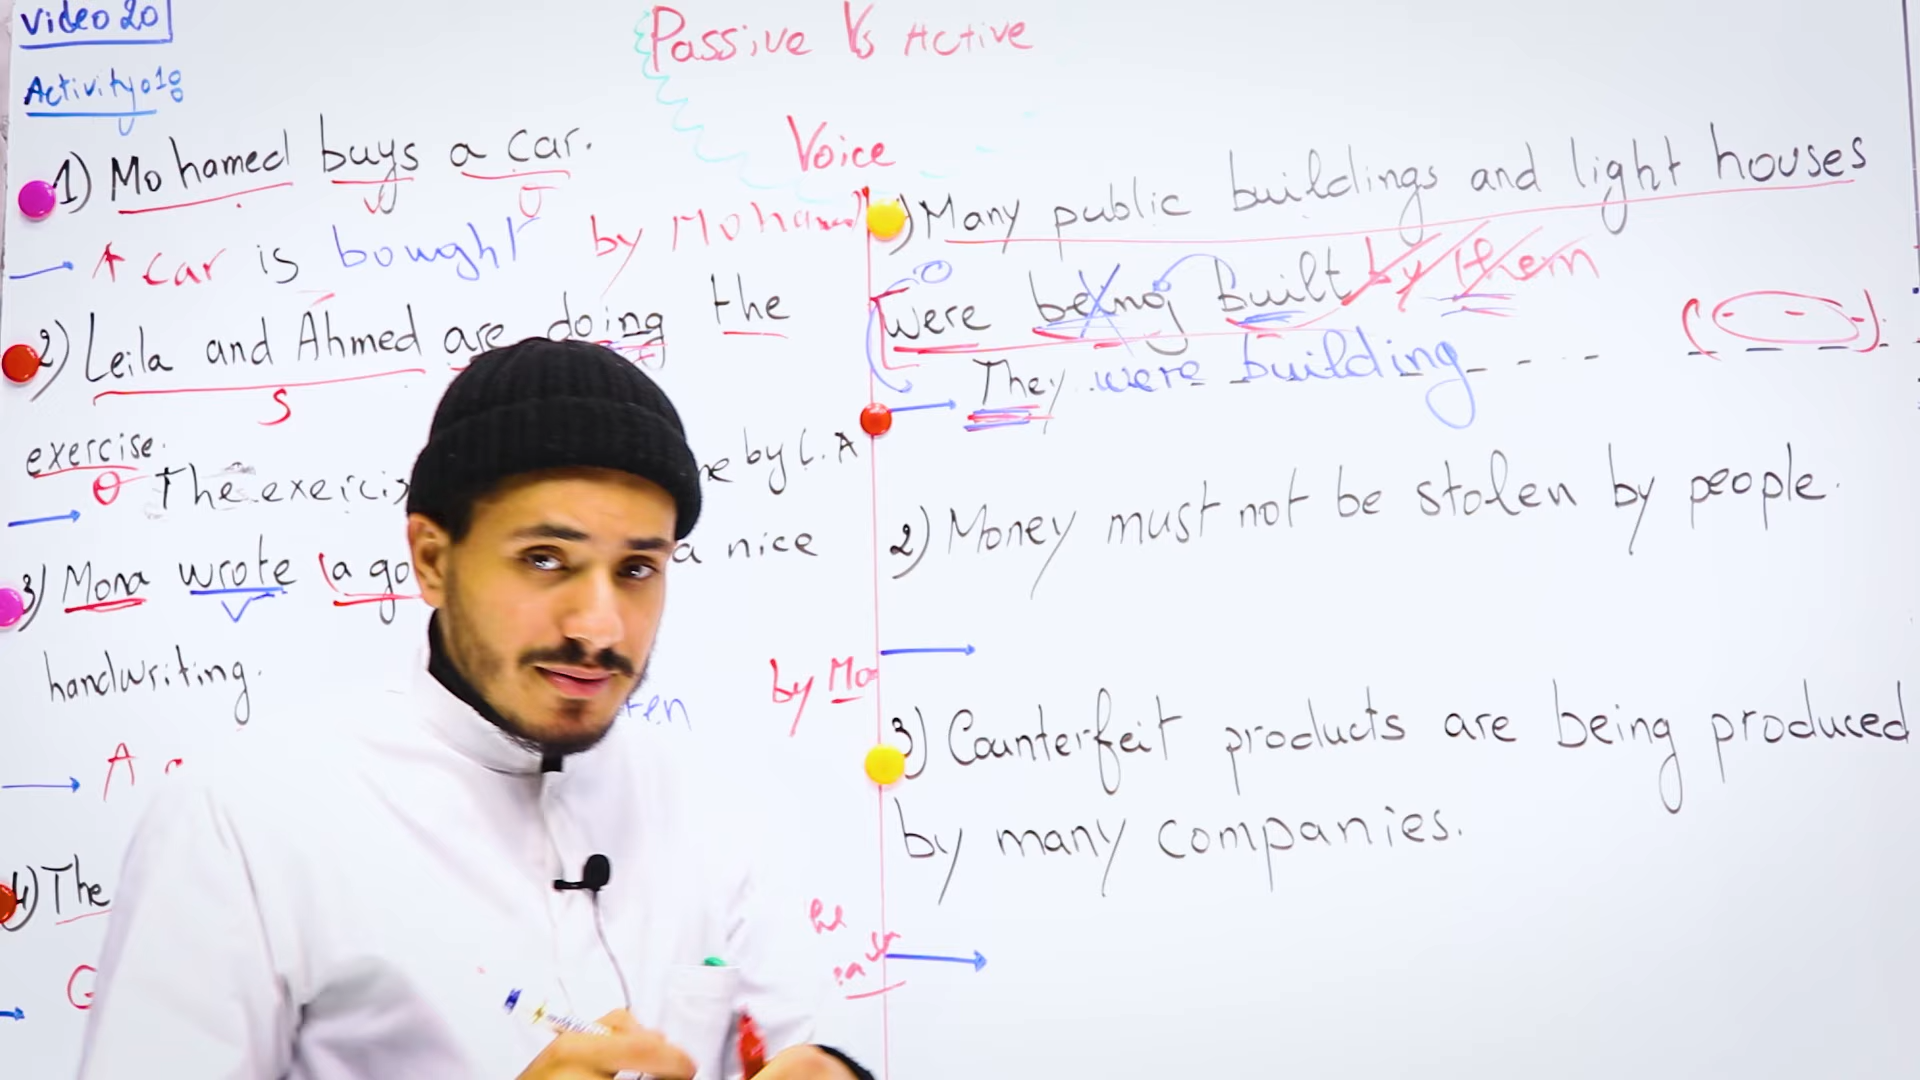 Video 20
Activity 01:
Passive Vs Active
Voice
1) Mohamed buys a car.
→ A car is bought by Mohamed
2) Leila and Ahmed are doing the
S
exercise.
O
→ The exercis by L.A
3) Mona wrote (a go a nice
V
handwriting.
→ A ten by Mo
4) The
→ G
1) Many public buildings and light houses
were being built by them
→ They were building - - -
2) Money must not be stolen by people.
→
3) Counterfeit products are being produced
by many companies.
→